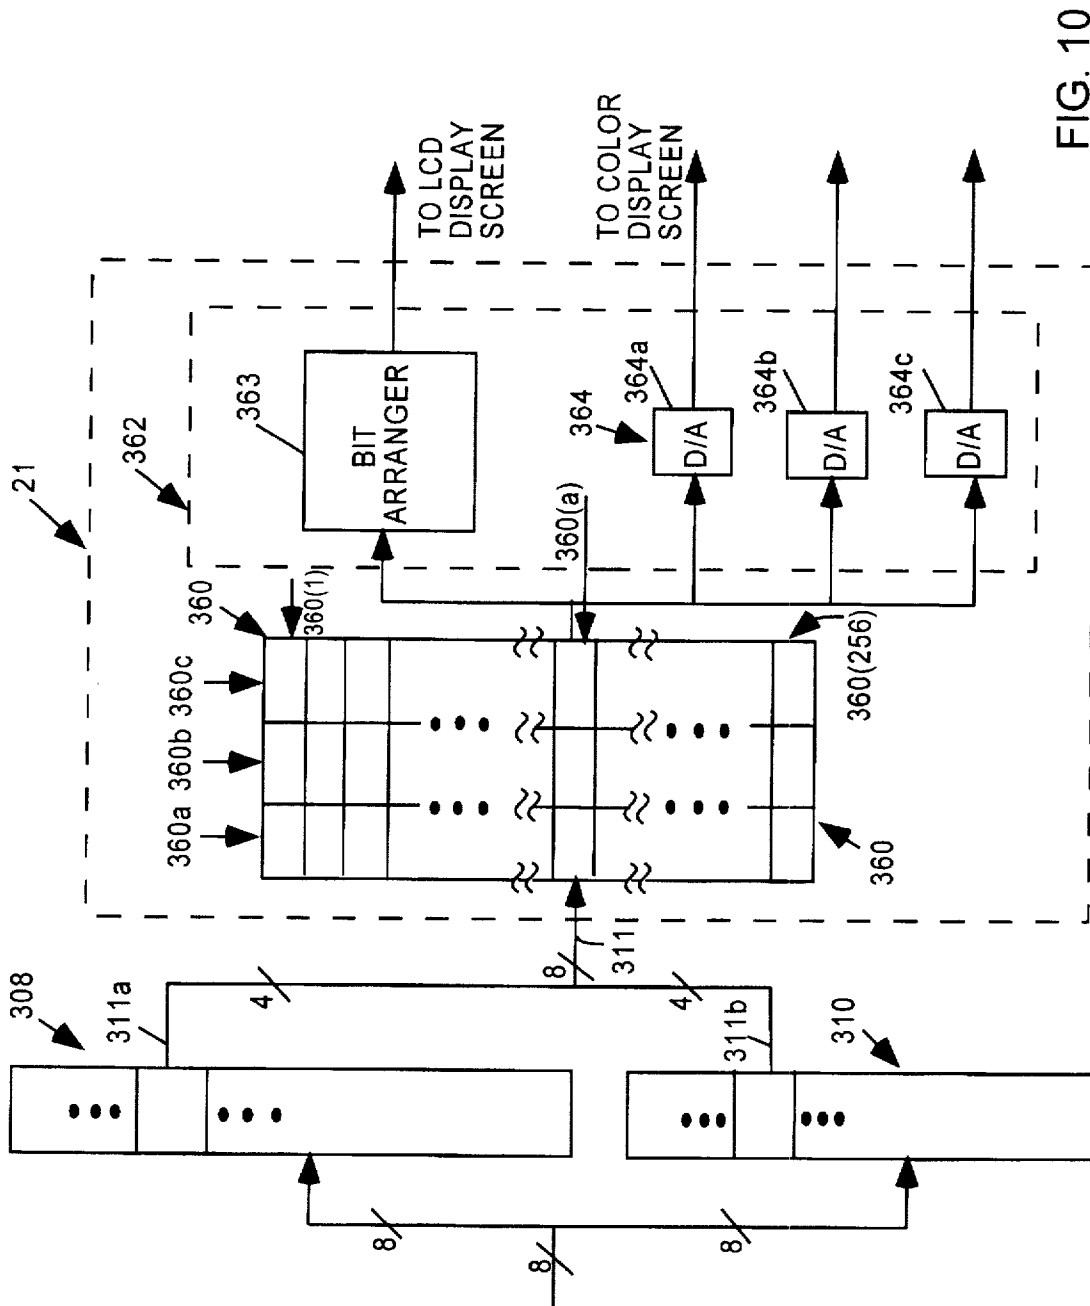 FIG. 10
21
362
363
BIT
ARRANGER
TO LCD
DISPLAY
SCREEN
TO COLOR
DISPLAY
SCREEN
364
364a
D/A
364b
D/A
364c
D/A
360(a)
360
360(1)
360a
360b
360c
360(256)
360
308
311a
4
8
311
4
311b
310
8
8
8